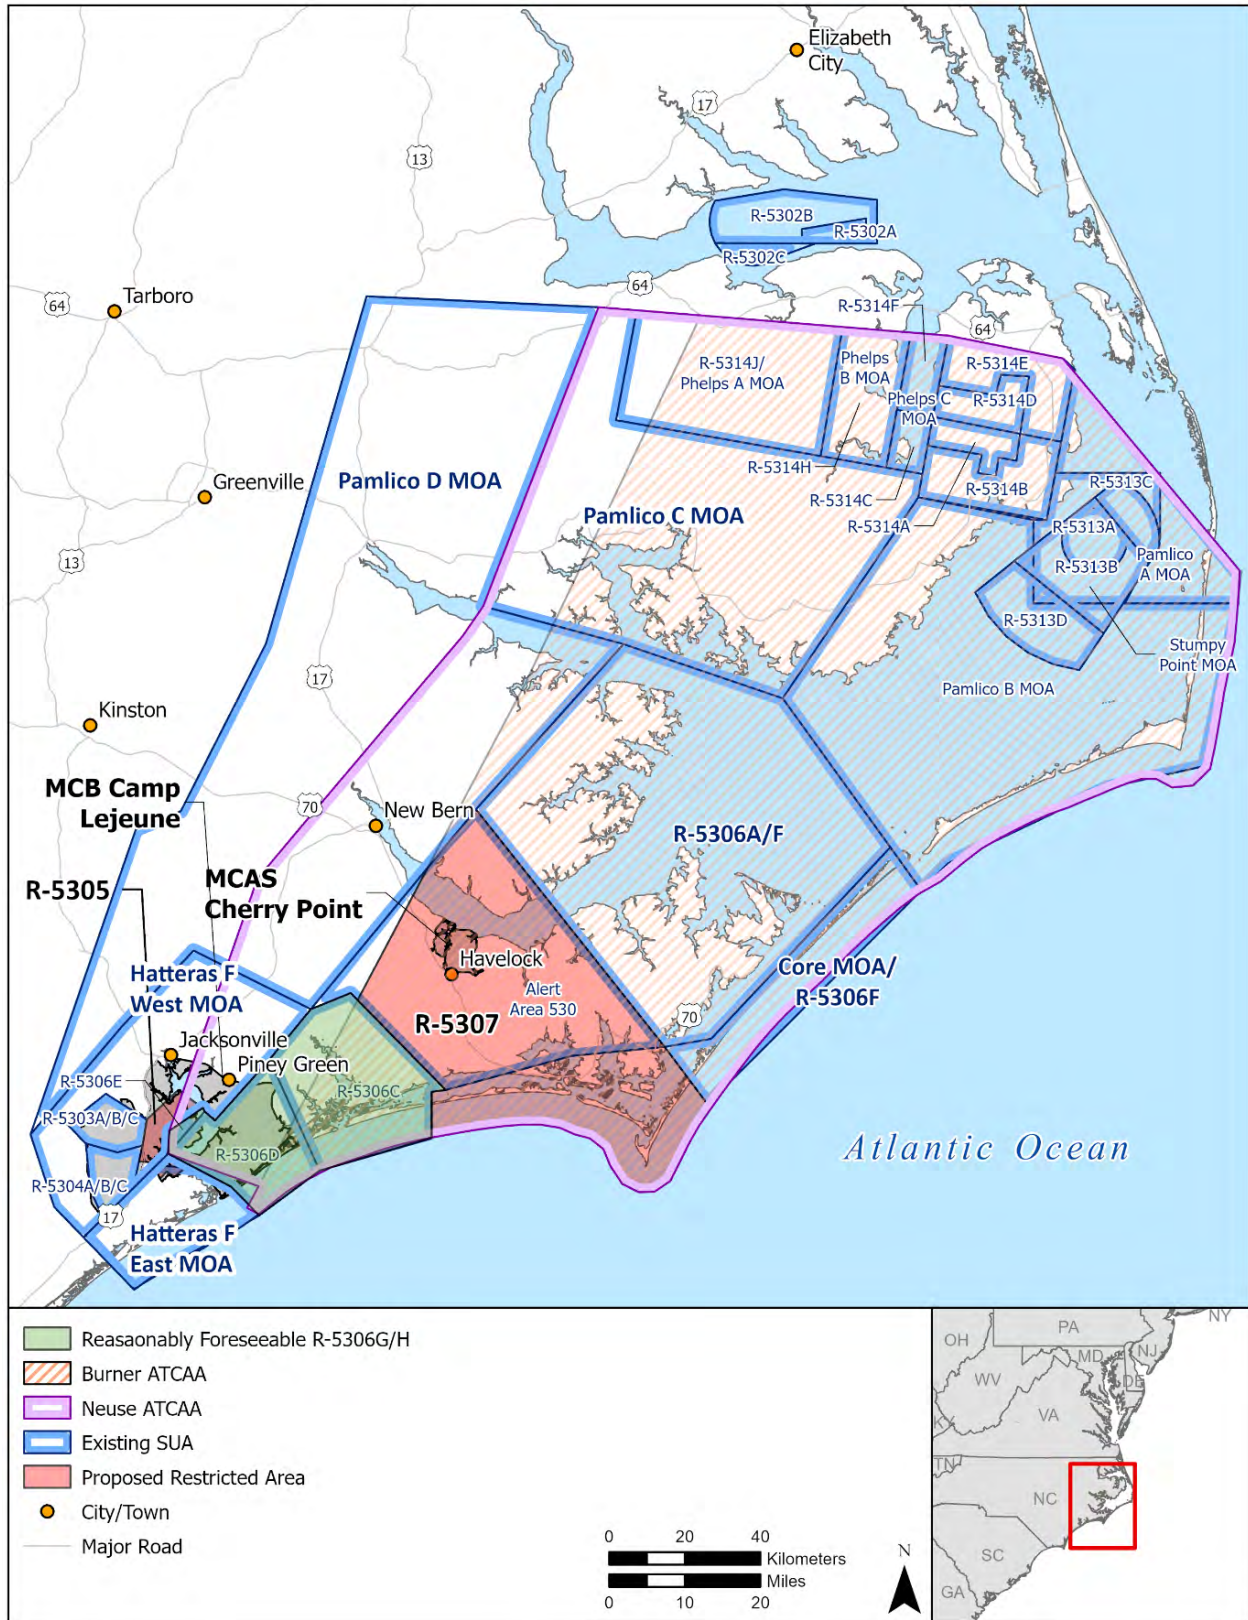 Elizabeth
City
17
13
R-5302B
R-5302A
R-5302C
64
Tarboro
64
R-5314F
64
R-5314J/
Phelps A MOA
Phelps
B MOA
R-5314E
Phelps C
MOA
R-5314D
R-5314H
R-5314C
R-5314B
R-5314A
R-5313C
R-5313A
R-5313B
Pamlico
A MOA
R-5313D
Stumpy
Point MOA
Pamlico D MOA
Greenville
Pamlico C MOA
13
Pamlico B MOA
17
Kinston
MCB Camp
Lejeune
70
New Bern
R-5306A/F
R-5305
MCAS
Cherry Point
Havelock
Alert
Area 530
Core MOA/
R-5306F
Hatteras F
West MOA
R-5307
70
Jacksonville
Piney Green
R-5306E
R-5306C
R-5303A/B/C
R-5306D
R-5304A/B/C
17
Hatteras F
East MOA
Atlantic Ocean
Reasaonably Foreseeable R-5306G/H
Burner ATCAA
Neuse ATCAA
Existing SUA
Proposed Restricted Area
City/Town
Major Road
0 20 40
Kilometers
Miles
0 10 20
N
NY
PA
OH
NJ
MD
DE
WV
VA
KY
TN
NC
SC
GA